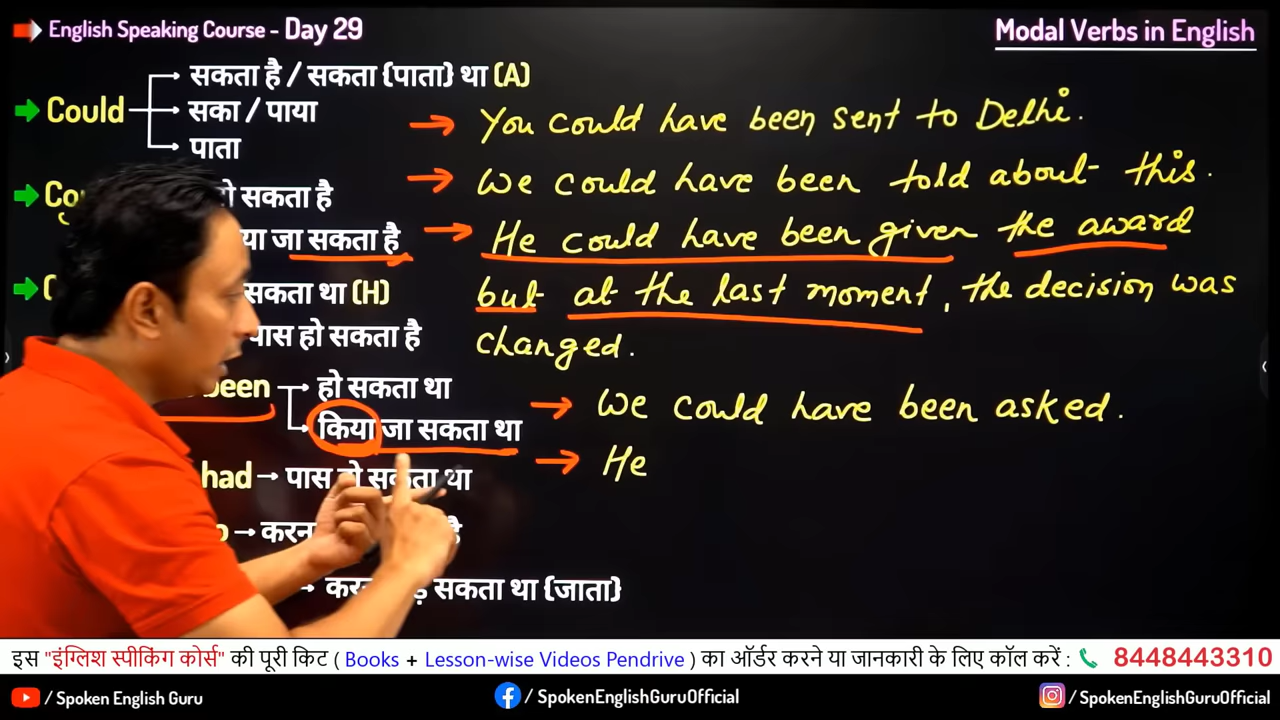 English Speaking Course - Day 29
Modal Verbs in English
Could
सकता है / सकता {पाता} था (A)
सका / पाया
पाता
You could have been sent to Delhi.
We could have been told about this.
सकता है
जा सकता है
He could have been given the award
but at the last moment, the decision was
changed.
सकता था (H)
पास हो सकता है
been
हो सकता था
किया जा सकता था
We could have been asked.
He
had → पास हो सकता था
सकता था {जाता}
इस "इंग्लिश स्पीकिंग कोर्स" की पूरी किट ( Books + Lesson-wise Videos Pendrive ) का ऑर्डर करने या जानकारी के लिए कॉल करें : 8448443310
/ Spoken English Guru
/ SpokenEnglishGuruOfficial
/ SpokenEnglishGuruOfficial